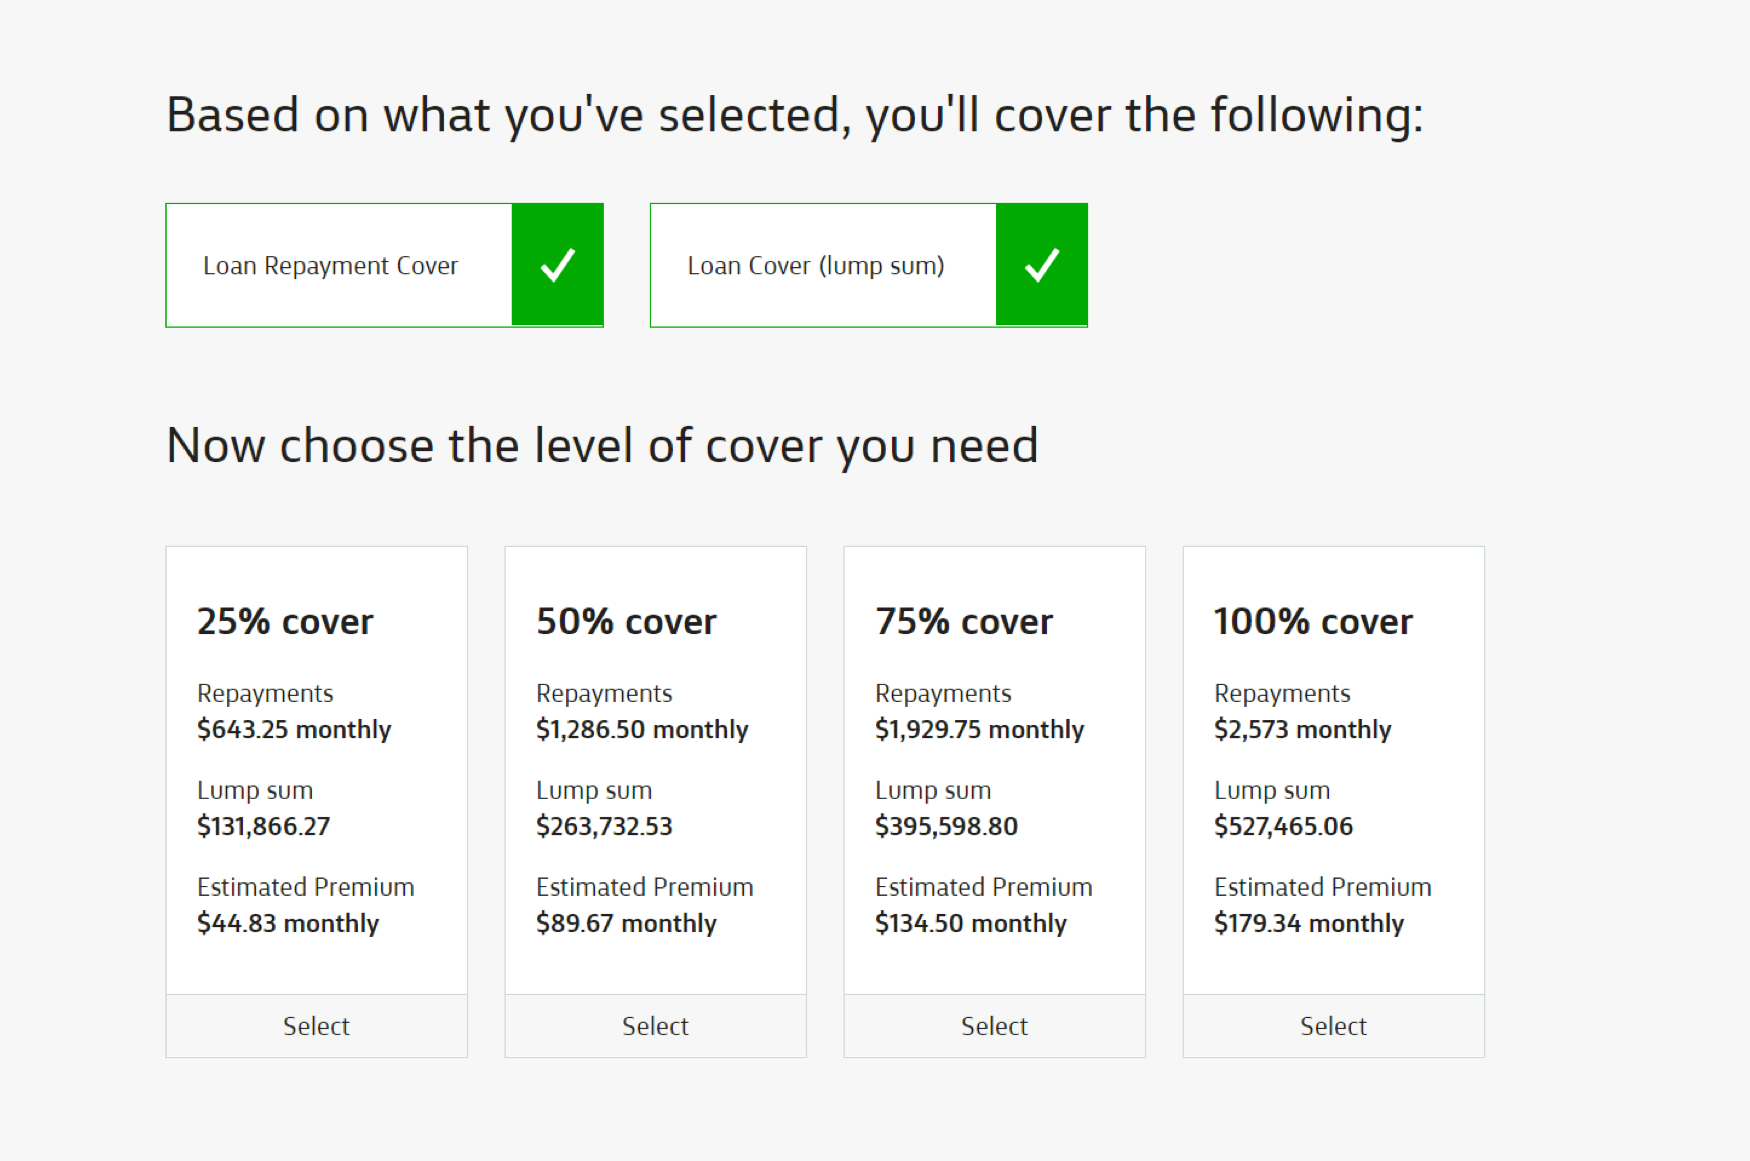 Based on what you've selected, you'll cover the following:
Loan Repayment Cover
Loan Cover (lump sum)
Now choose the level of cover you need
25% cover
Repayments
$643.25 monthly
Lump sum
$131,866.27
Estimated Premium
$44.83 monthly
Select
50% cover
Repayments
$1,286.50 monthly
Lump sum
$263,732.53
Estimated Premium
$89.67 monthly
Select
75% cover
Repayments
$1,929.75 monthly
Lump sum
$395,598.80
Estimated Premium
$134.50 monthly
Select
100% cover
Repayments
$2,573 monthly
Lump sum
$527,465.06
Estimated Premium
$179.34 monthly
Select